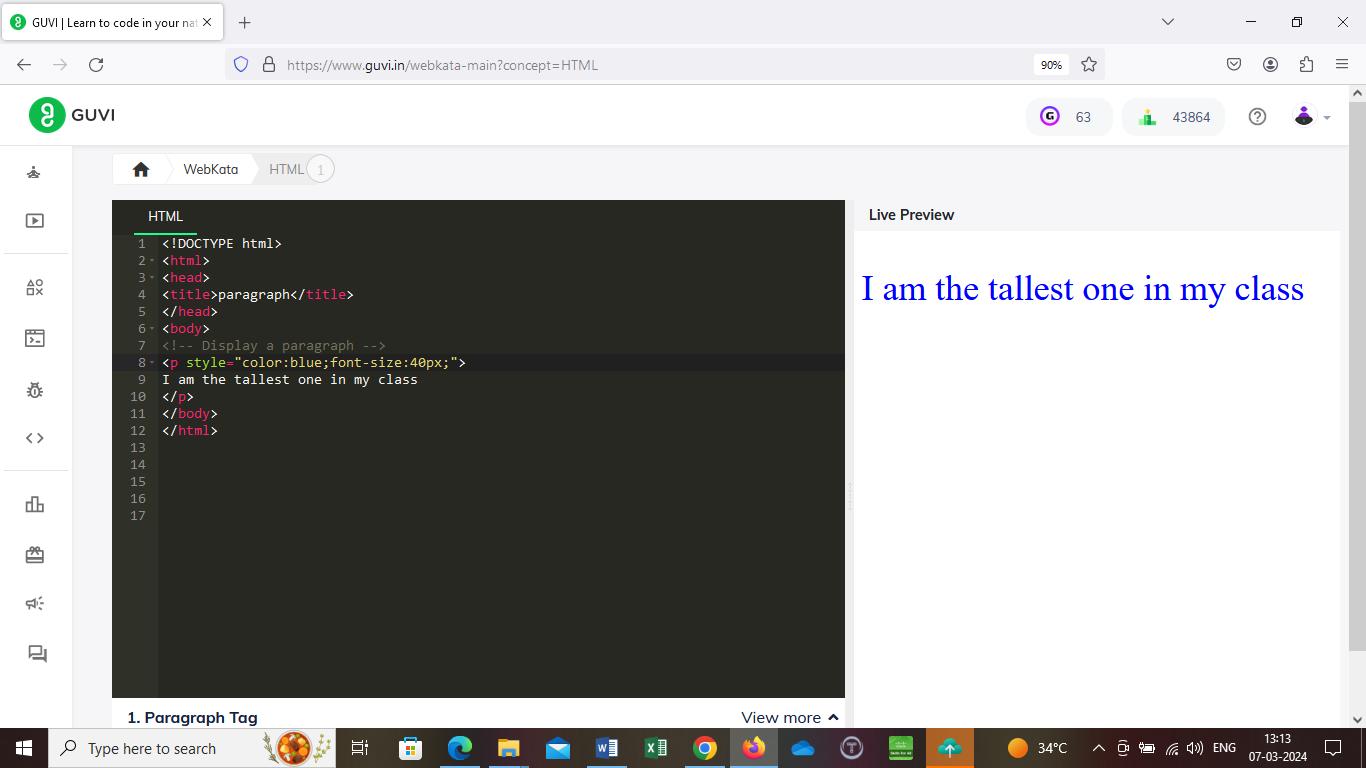 GUVI | Learn to code in your nat
https://www.guvi.in/webkata-main?concept=HTML
90%
GUVI
63
43864
WebKata
HTML
1
HTML
Live Preview
1 <!DOCTYPE html>
2 <html>
3 <head>
4 <title>paragraph</title>
5 </head>
6 <body>
7 <!-- Display a paragraph -->
8 <p style="color:blue;font-size:40px;">
9 I am the tallest one in my class
10 </p>
11 </body>
12 </html>
13
14
15
16
17
I am the tallest one in my class
1. Paragraph Tag
View more
Type here to search
34°C
ENG
13:13
07-03-2024